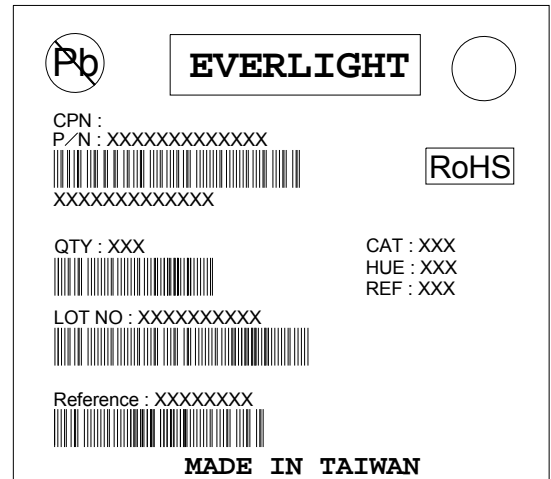 Pb
EVERLIGHT
CPN :
P/N : XXXXXXXXXXXXX
RoHS
XXXXXXXXXXXXX
QTY : XXX
CAT : XXX
HUE : XXX
REF : XXX
LOT NO : XXXXXXXXXX
Reference : XXXXXXXX
MADE IN TAIWAN